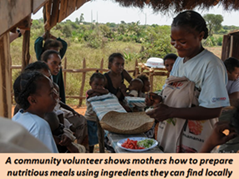 A community volunteer shows mothers how to prepare
nutritious meals using ingredients they can find locally